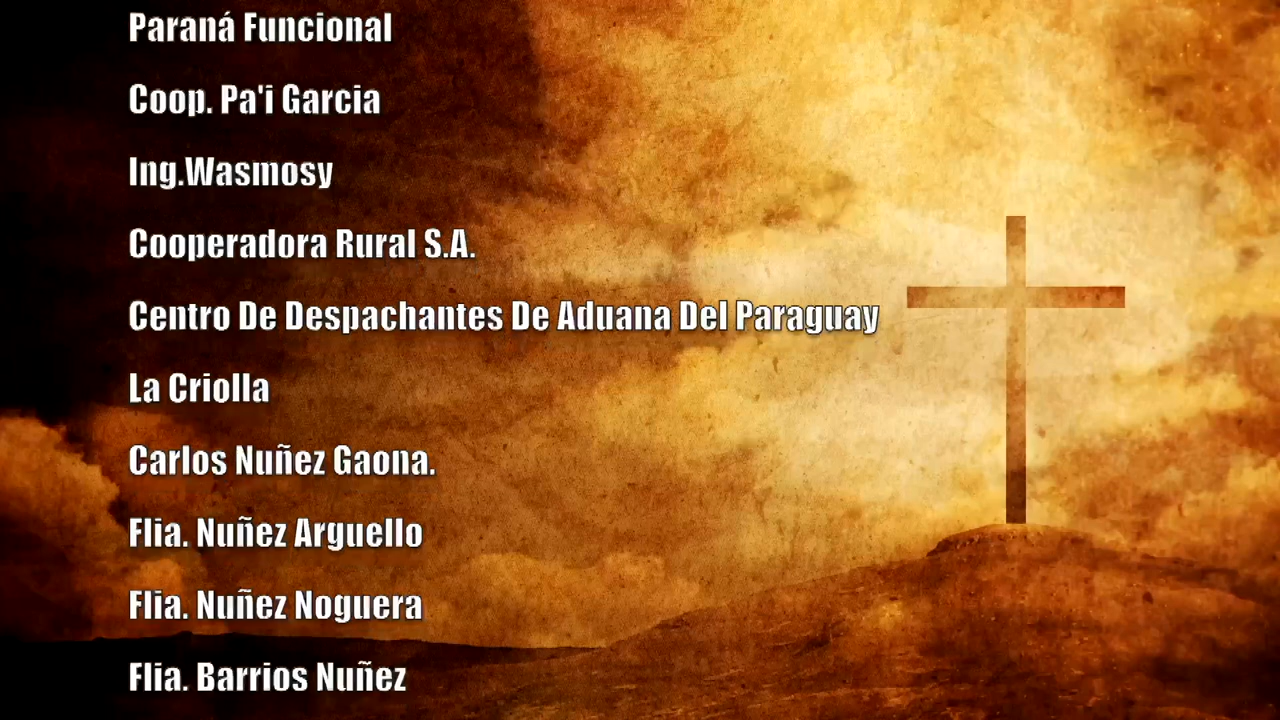 Paraná Funcional
Coop. Pa'i Garcia
Ing.Wasmosy
Cooperadora Rural S.A.
Centro De Despachantes De Aduana Del Paraguay
La Criolla
Carlos Nuñez Gaona.
Flia. Nuñez Arguello
Flia. Nuñez Noguera
Flia. Barrios Nuñez